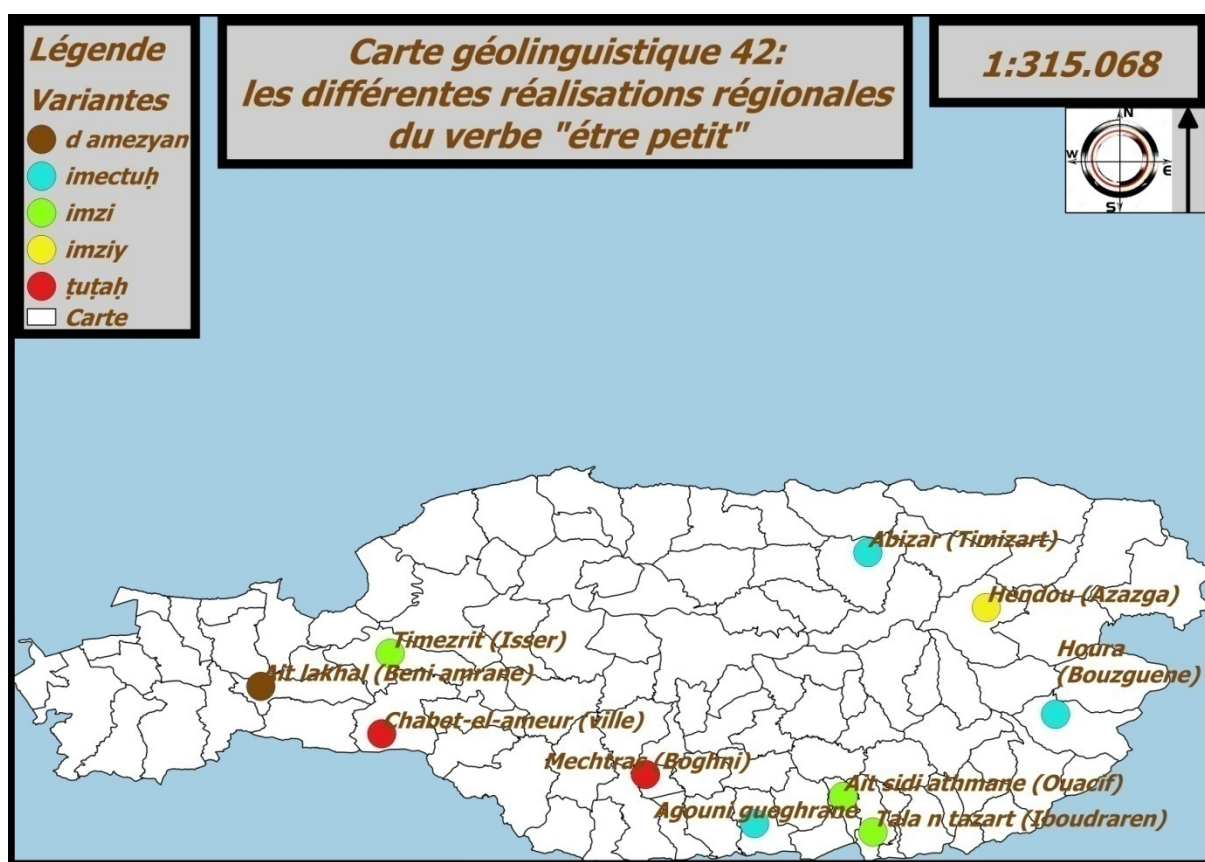 Légende
Variantes
d amezyan
imectuḥ
imzi
imziy
ṭuṭaḥ
Carte
Carte géolinguistique 42:
les différentes réalisations régionales
du verbe "étre petit"
1:315.068
N
W
E
S
Abizar (Timizart)
Hendou (Azazga)
Houra
(Bouzguene)
Timezrit (Isser)
Ait lakhal (Beni amrane)
Chabet-el-ameur (ville)
Mechtras (Boghni)
Ait sidi athmane (Ouacif)
Agouni gueghrane
Tala n tazart (Iboudraren)